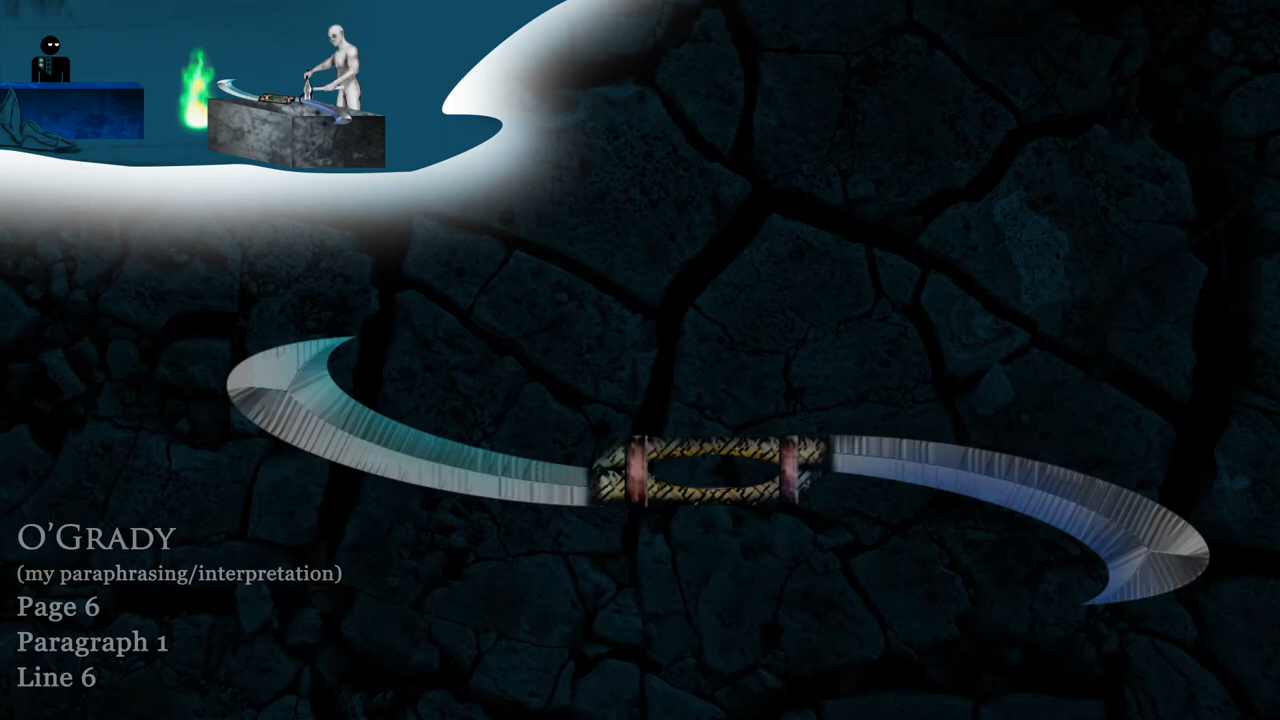 O'Grady
(my paraphrasing/interpretation)
Page 6
Paragraph 1
Line 6